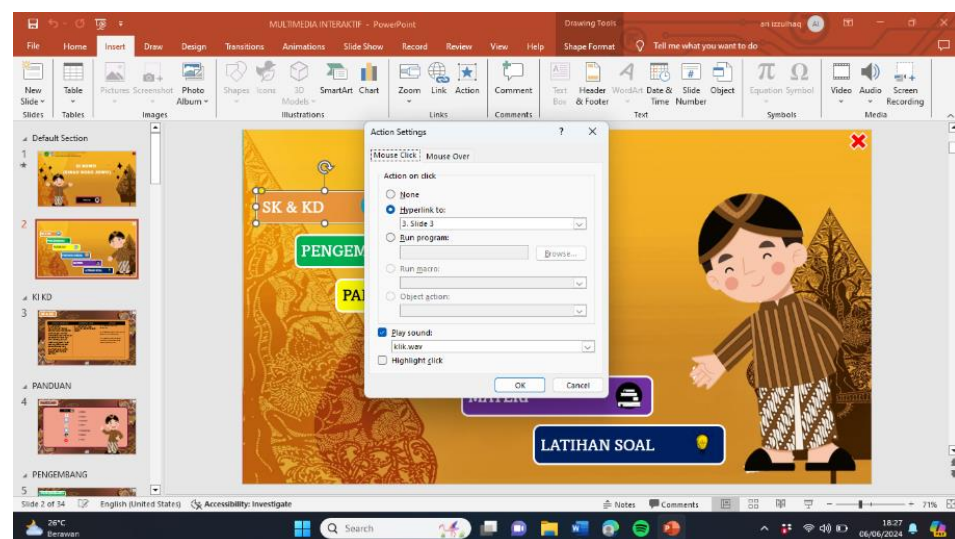 MULTIMEDIA INTERAKTIF - PowerPoint
Drawing Tools
ari izzulhaq
AI
File Home Insert Draw Design Transitions Animations Slide Show Record Review View Help Shape Format Tell me what you want to do
New Slide
Table
Pictures
Screenshot
Photo Album
Shapes
Icons
3D Models
SmartArt
Chart
Zoom
Link
Action
Comment
Text Box
Header & Footer
WordArt
Date & Time
Slide Number
Object
Equation
Symbol
Video
Audio
Screen Recording
Slides Tables Images Illustrations Links Comments Text Symbols Media
Default Section
1
2
KI KD
3
PANDUAN
4
PENGEMBANG
5
SK & KD
PENGEM
PA
MATERI
LATIHAN SOAL
Action Settings
? 
Mouse Click Mouse Over
Action on click
None
Hyperlink to:
3. Slide 3
Run program:
Browse...
Run macro:
Object action:
Play sound:
klik.wav
Highlight click
OK Cancel
Slide 2 of 34 English (United States) Accessibility: Investigate Notes Comments 71%
26°C
Berawan
Search
18:27
06/06/2024